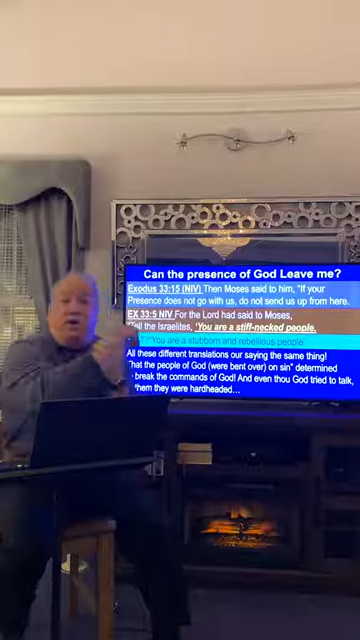 Can the presence of God Leave me?
Exodus 33:15 (NIV) Then Moses said to him, "If your
Presence does not go with us, do not send us up from here.
EX 33:5 NIV For the Lord had said to Moses,
"Tell the Israelites, 'You are a stiff-necked people.
"You are a stubborn and rebellious people"
All these different translations our saying the same thing!
That the people of God (were bent over) on sin" determined
break the commands of God! And even thou God tried to talk,
them they were hardheaded...